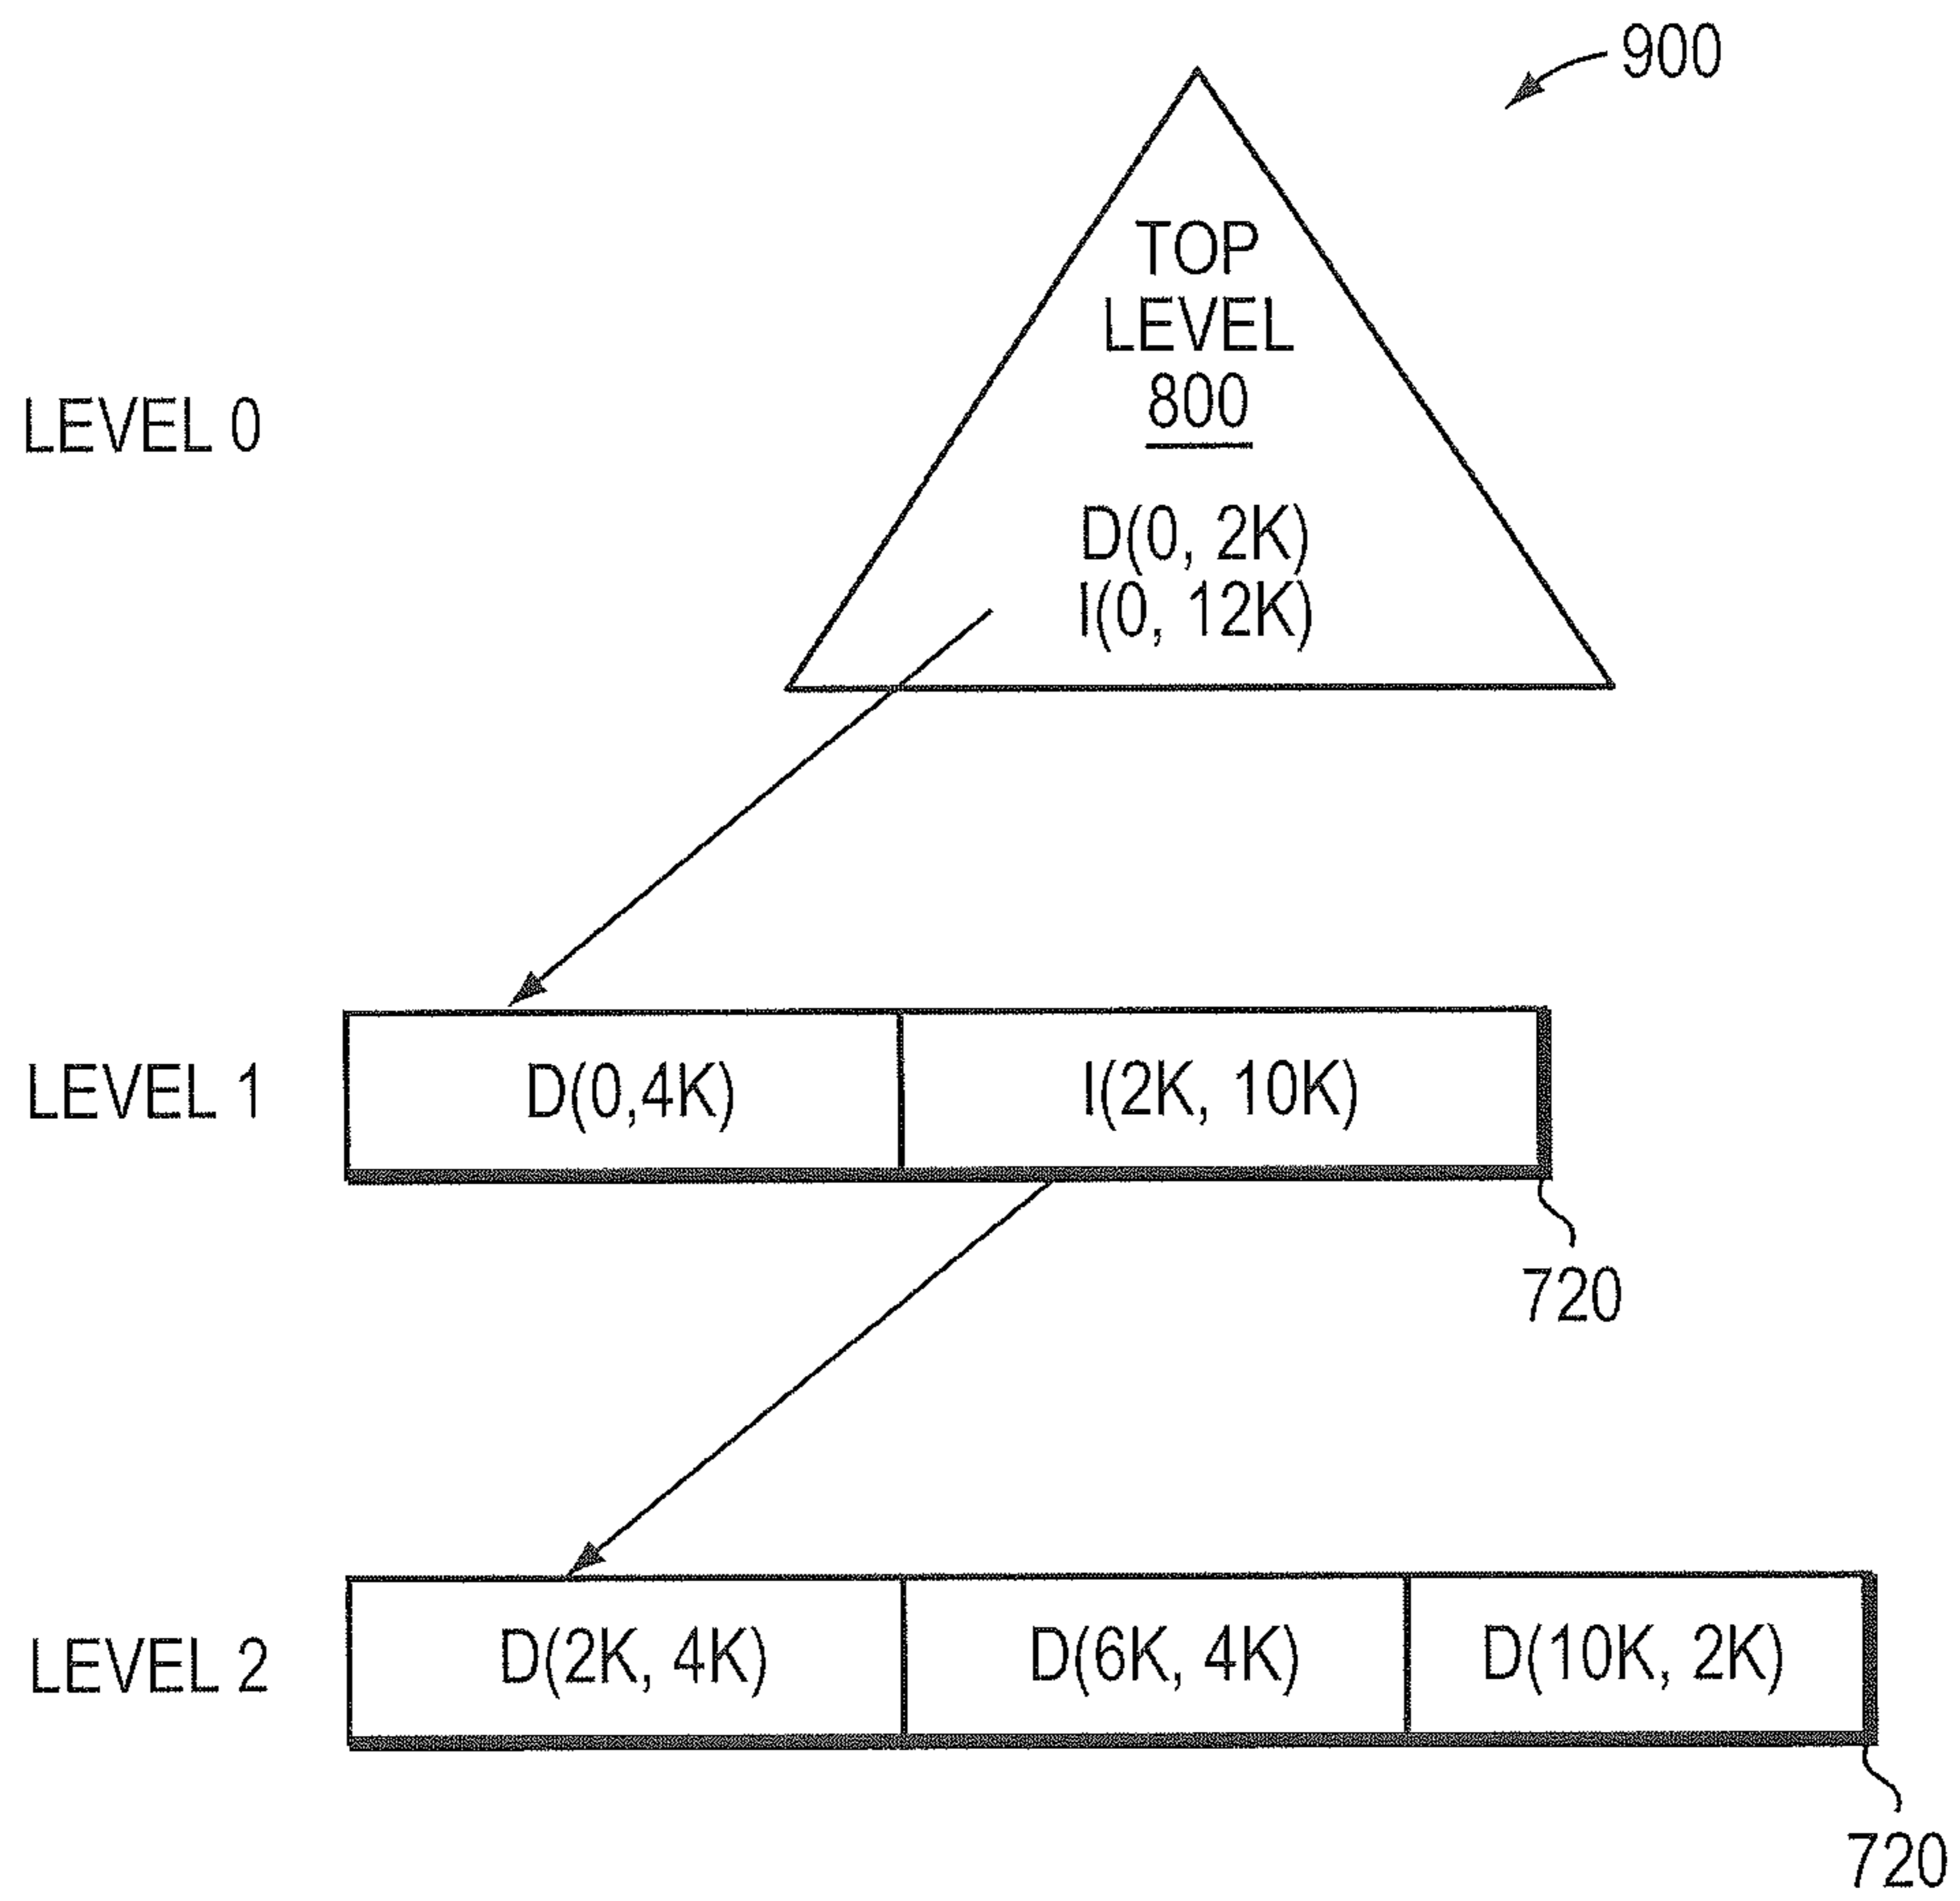 900
TOP
LEVEL
800
LEVEL 0
D(0, 2K)
I(0, 12K)
LEVEL 1
D(0,4K)
I(2K, 10K)
720
LEVEL 2
D(2K, 4K)
D(6K, 4K)
D(10K, 2K)
720